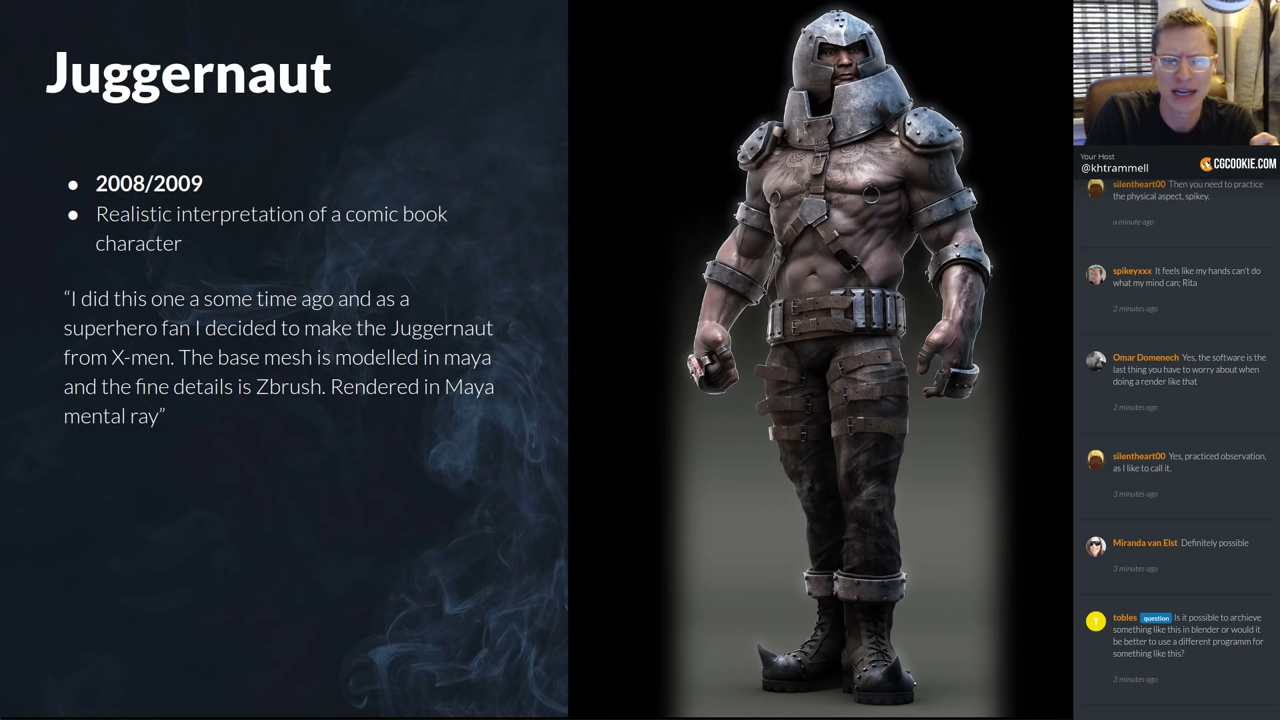 Juggernaut
● 2008/2009
● Realistic interpretation of a comic book
character
“I did this one a some time ago and as a
superhero fan I decided to make the Juggernaut
from X-men. The base mesh is modelled in maya
and the fine details is Zbrush. Rendered in Maya
mental ray”
Your Host
@khtrammell
CGCOOKIE.COM
silentheart00 Then you need to practice
the physical aspect, spikey.
a minute ago
spikeyxxx It feels like my hands can't do
what my mind can; Rita
2 minutes ago
Omar Domenech Yes, the software is the
last thing you have to worry about when
doing a render like that
2 minutes ago
silentheart00 Yes, practiced observation,
as I like to call it.
3 minutes ago
Miranda van Elst Definitely possible
3 minutes ago
T
tobles question Is it possible to archieve
something like this in blender or would it
be better to use a different programm for
something like this?
3 minutes ago